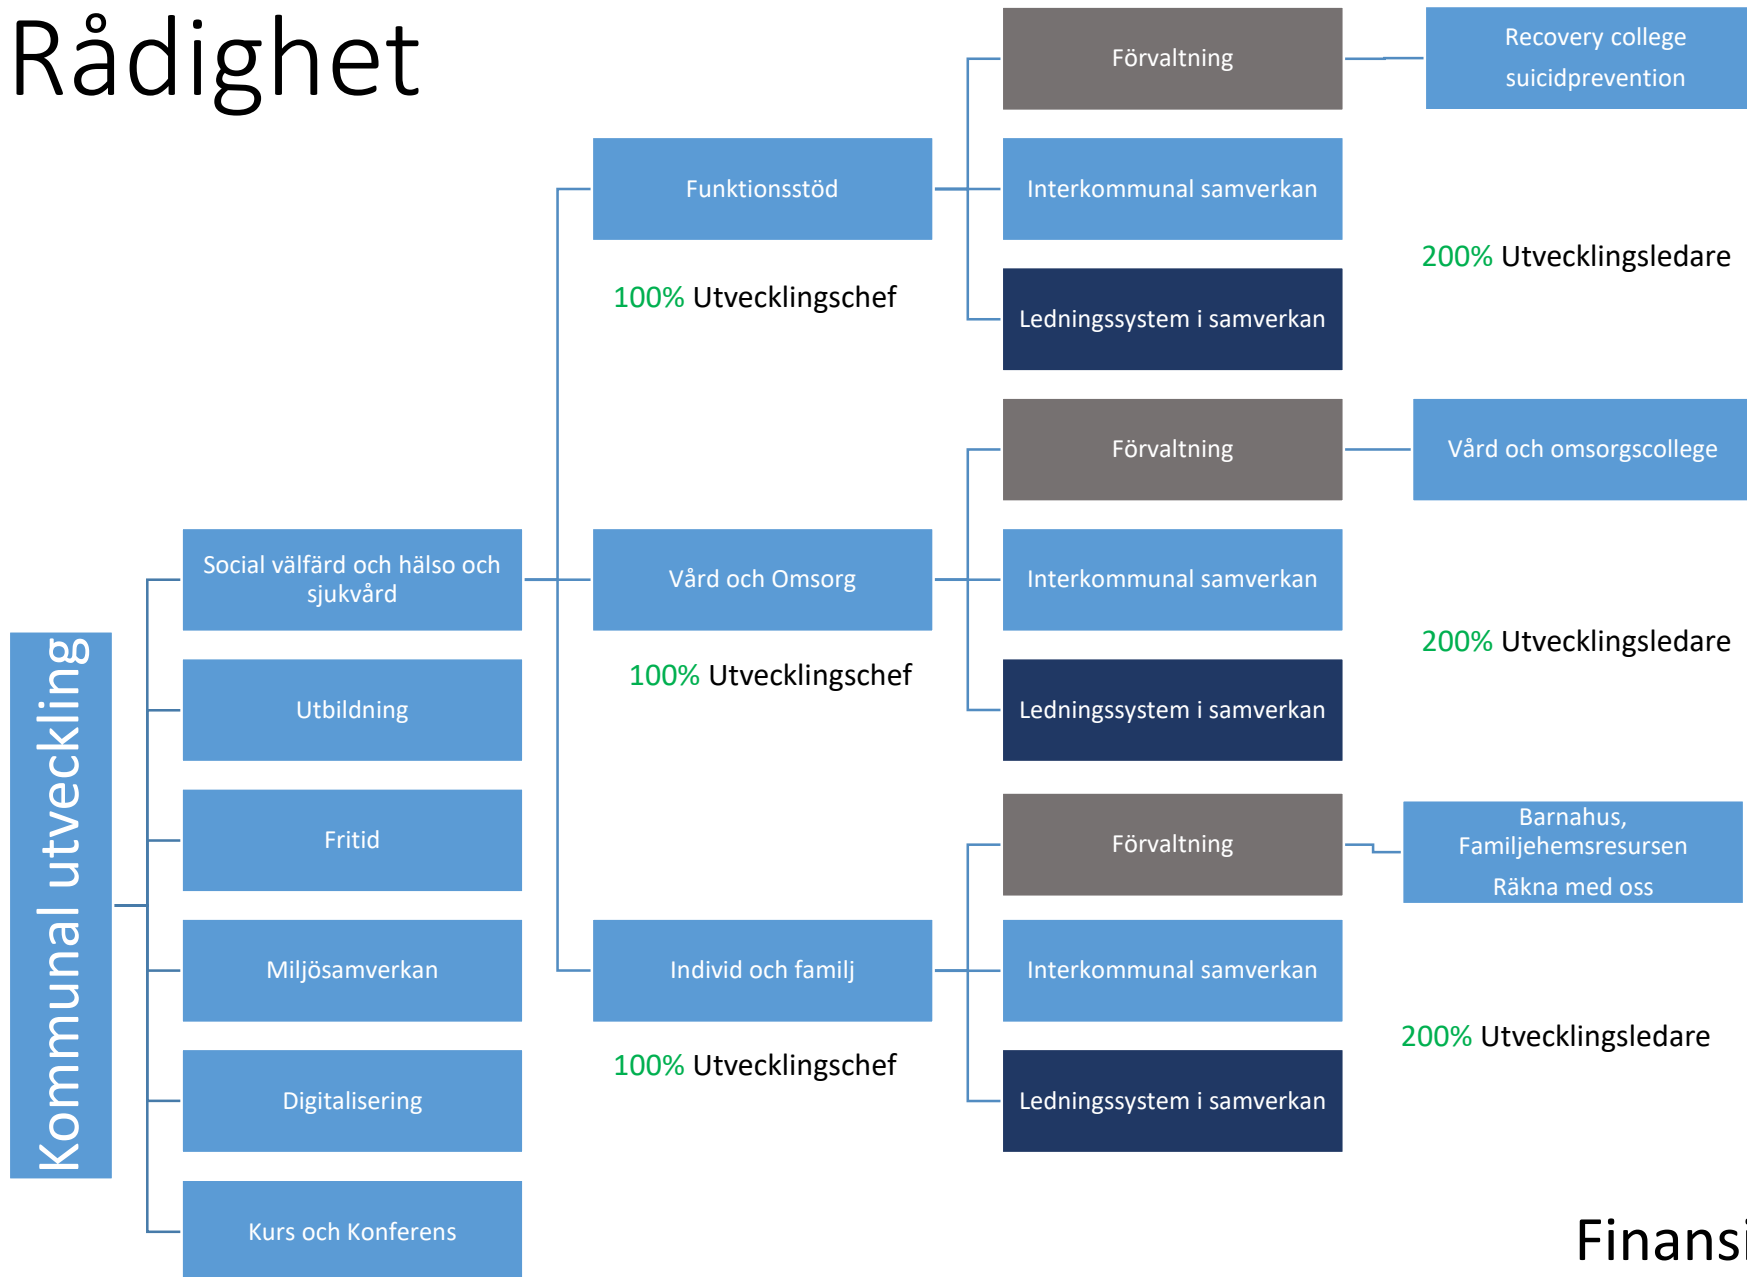 Rådighet
Kommunal utveckling
Social välfärd och hälso och
sjukvård
Utbildning
Fritid
Miljösamverkan
Digitalisering
Kurs och Konferens
Funktionsstöd
100% Utvecklingschef
Förvaltning
Recovery college
suicidprevention
Interkommunal samverkan
Ledningssystem i samverkan
200% Utvecklingsledare
Vård och Omsorg
100% Utvecklingschef
Förvaltning
Vård och omsorgscollege
Interkommunal samverkan
Ledningssystem i samverkan
200% Utvecklingsledare
Individ och familj
100% Utvecklingschef
Förvaltning
Barnahus,
Familjehemsresursen
Räkna med oss
Interkommunal samverkan
Ledningssystem i samverkan
200% Utvecklingsledare
Finansi